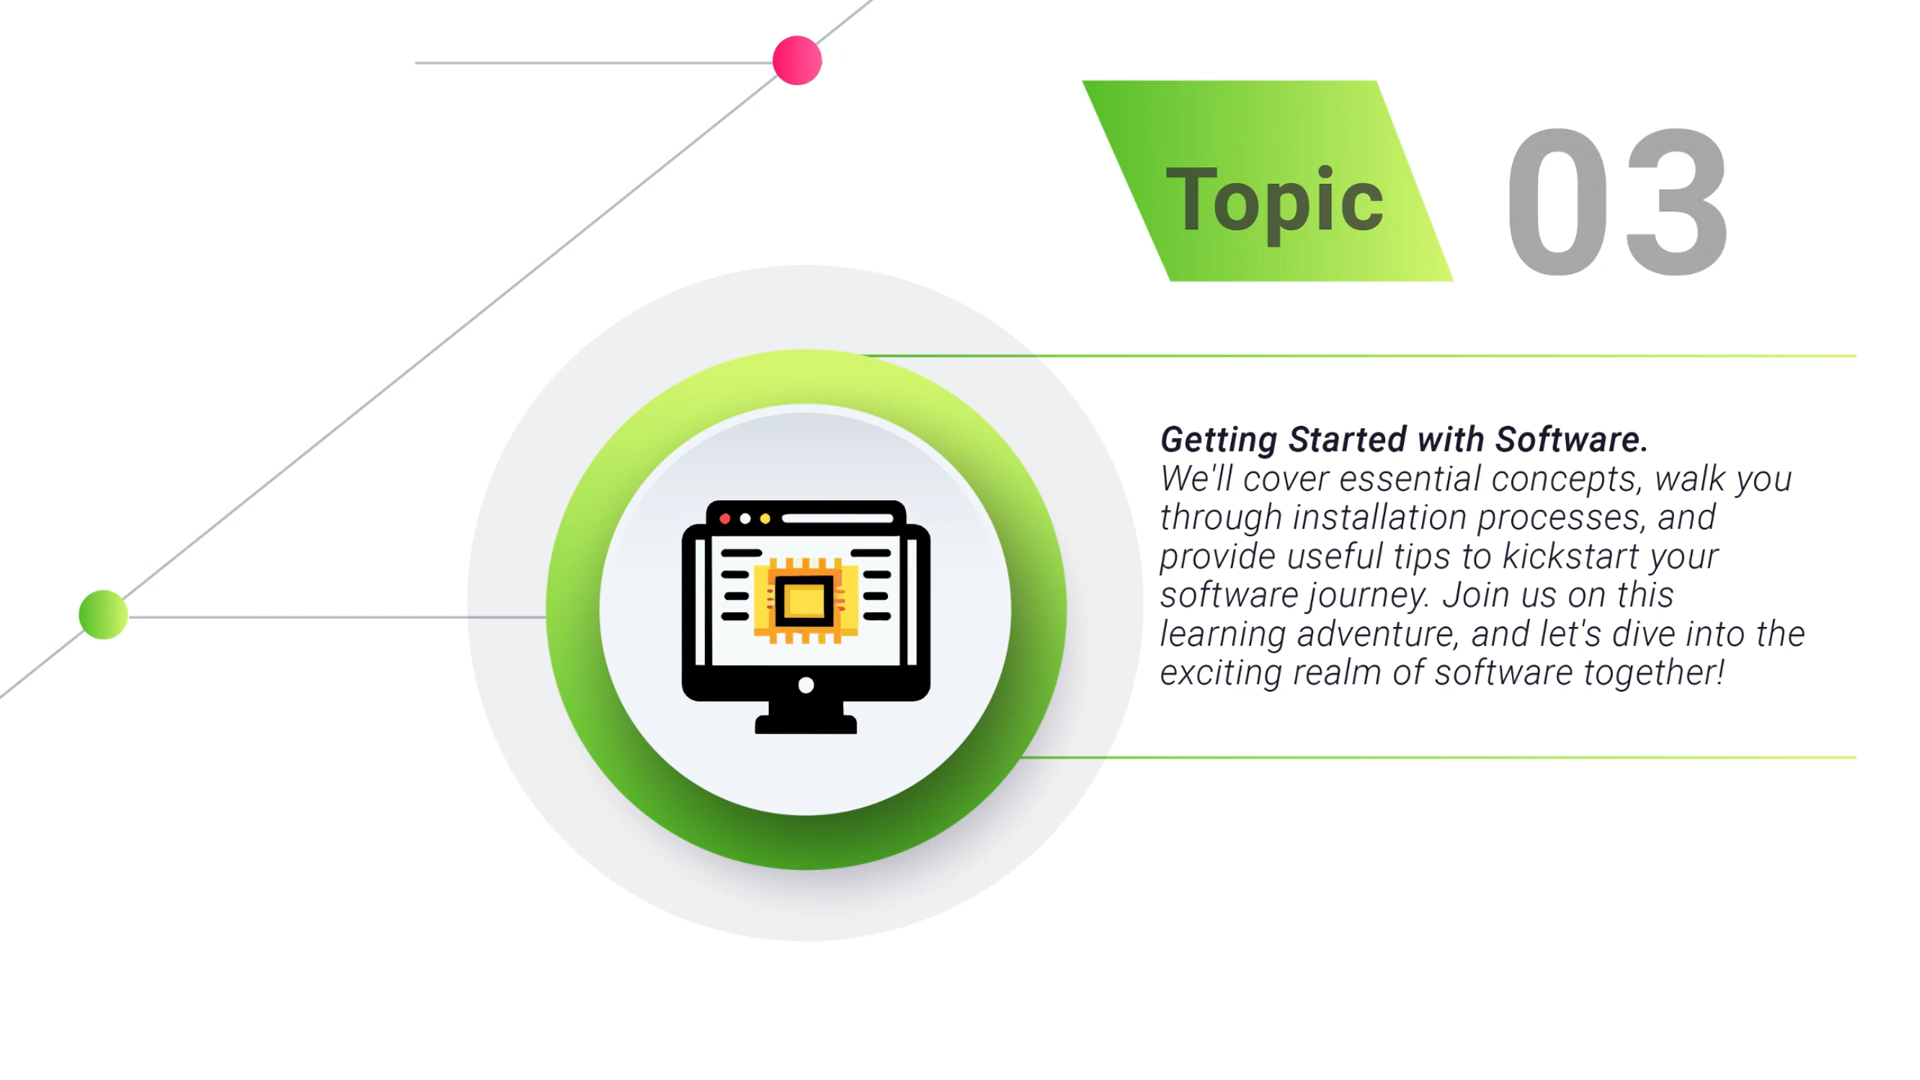 Topic
03
Getting Started with Software.
We'll cover essential concepts, walk you
through installation processes, and
provide useful tips to kickstart your
software journey. Join us on this
learning adventure, and let's dive into the
exciting realm of software together!